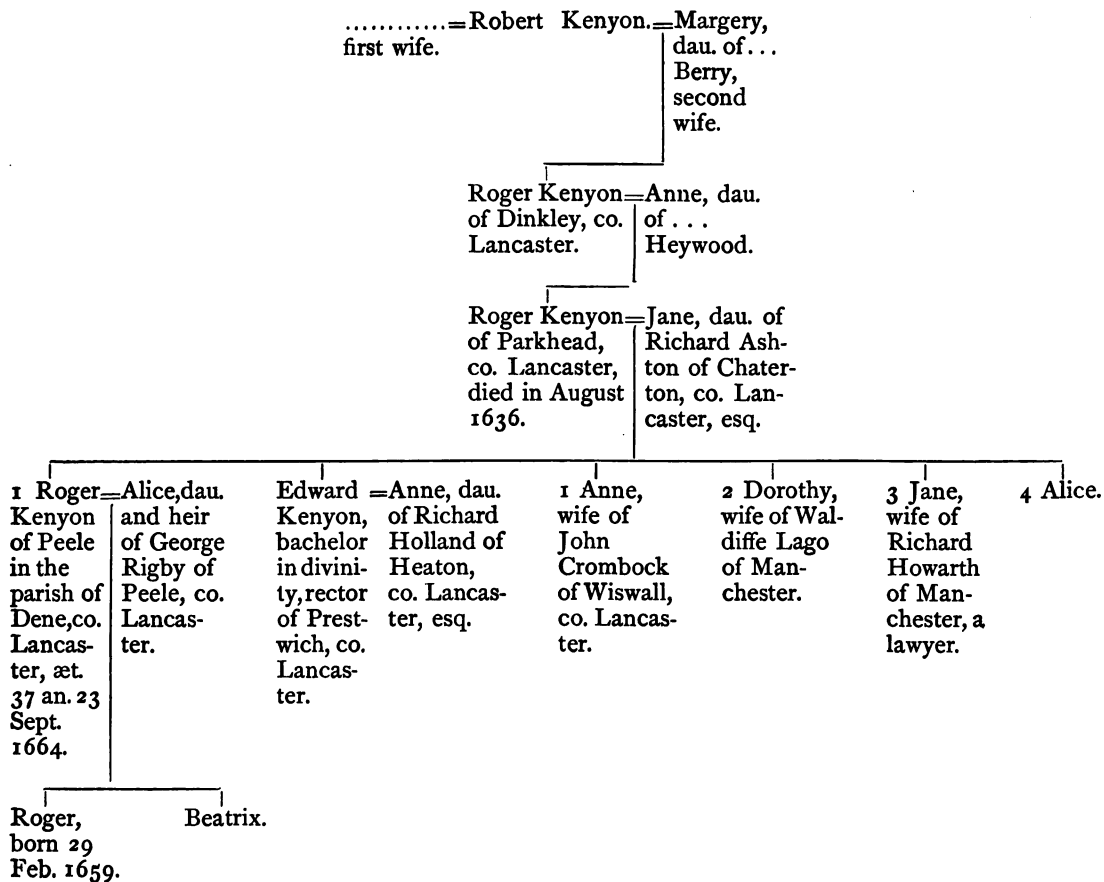 ............=Robert Kenyon.=Margery,
first wife.
dau. of...
Berry,
second
wife.
Roger Kenyon=Anne, dau.
of Dinkley, co.
Lancaster.
of ...
Heywood.
Roger Kenyon=Jane, dau. of
of Parkhead,
co. Lancaster,
died in August
1636.
Richard Ash-
ton of Chater-
ton, co. Lan-
caster, esq.
1 Roger=Alice, dau.
Kenyon
of Peele
in the
parish of
Dene, co.
Lancas-
ter, æt.
37 an. 23
Sept.
1664.
and heir
of George
Rigby of
Peele, co.
Lancas-
ter.
Edward =Anne, dau.
Kenyon,
bachelor
in divini-
ty, rector
of Prest-
wich, co.
Lancas-
ter.
of Richard
Holland of
Heaton,
co. Lancas-
ter, esq.
1 Anne,
wife of
John
Crombock
of Wiswall,
co. Lancas-
ter.
2 Dorothy,
wife of Wal-
diffe Lago
of Man-
chester.
3 Jane,
wife of
Richard
Howarth
of Man-
chester, a
lawyer.
4 Alice.
Roger,
born 29
Feb. 1659.
Beatrix.